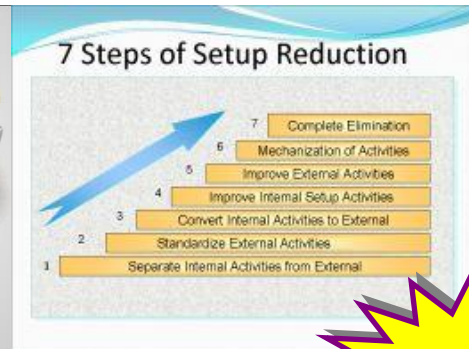 7 Steps of Setup Reduction
7 Complete Elimination
6 Mechanization of Activities
5 Improve External Activities
4 Improve Internal Setup Activities
3 Convert Internal Activities to External
2 Standardize External Activities
1 Separate Internal Activities from External